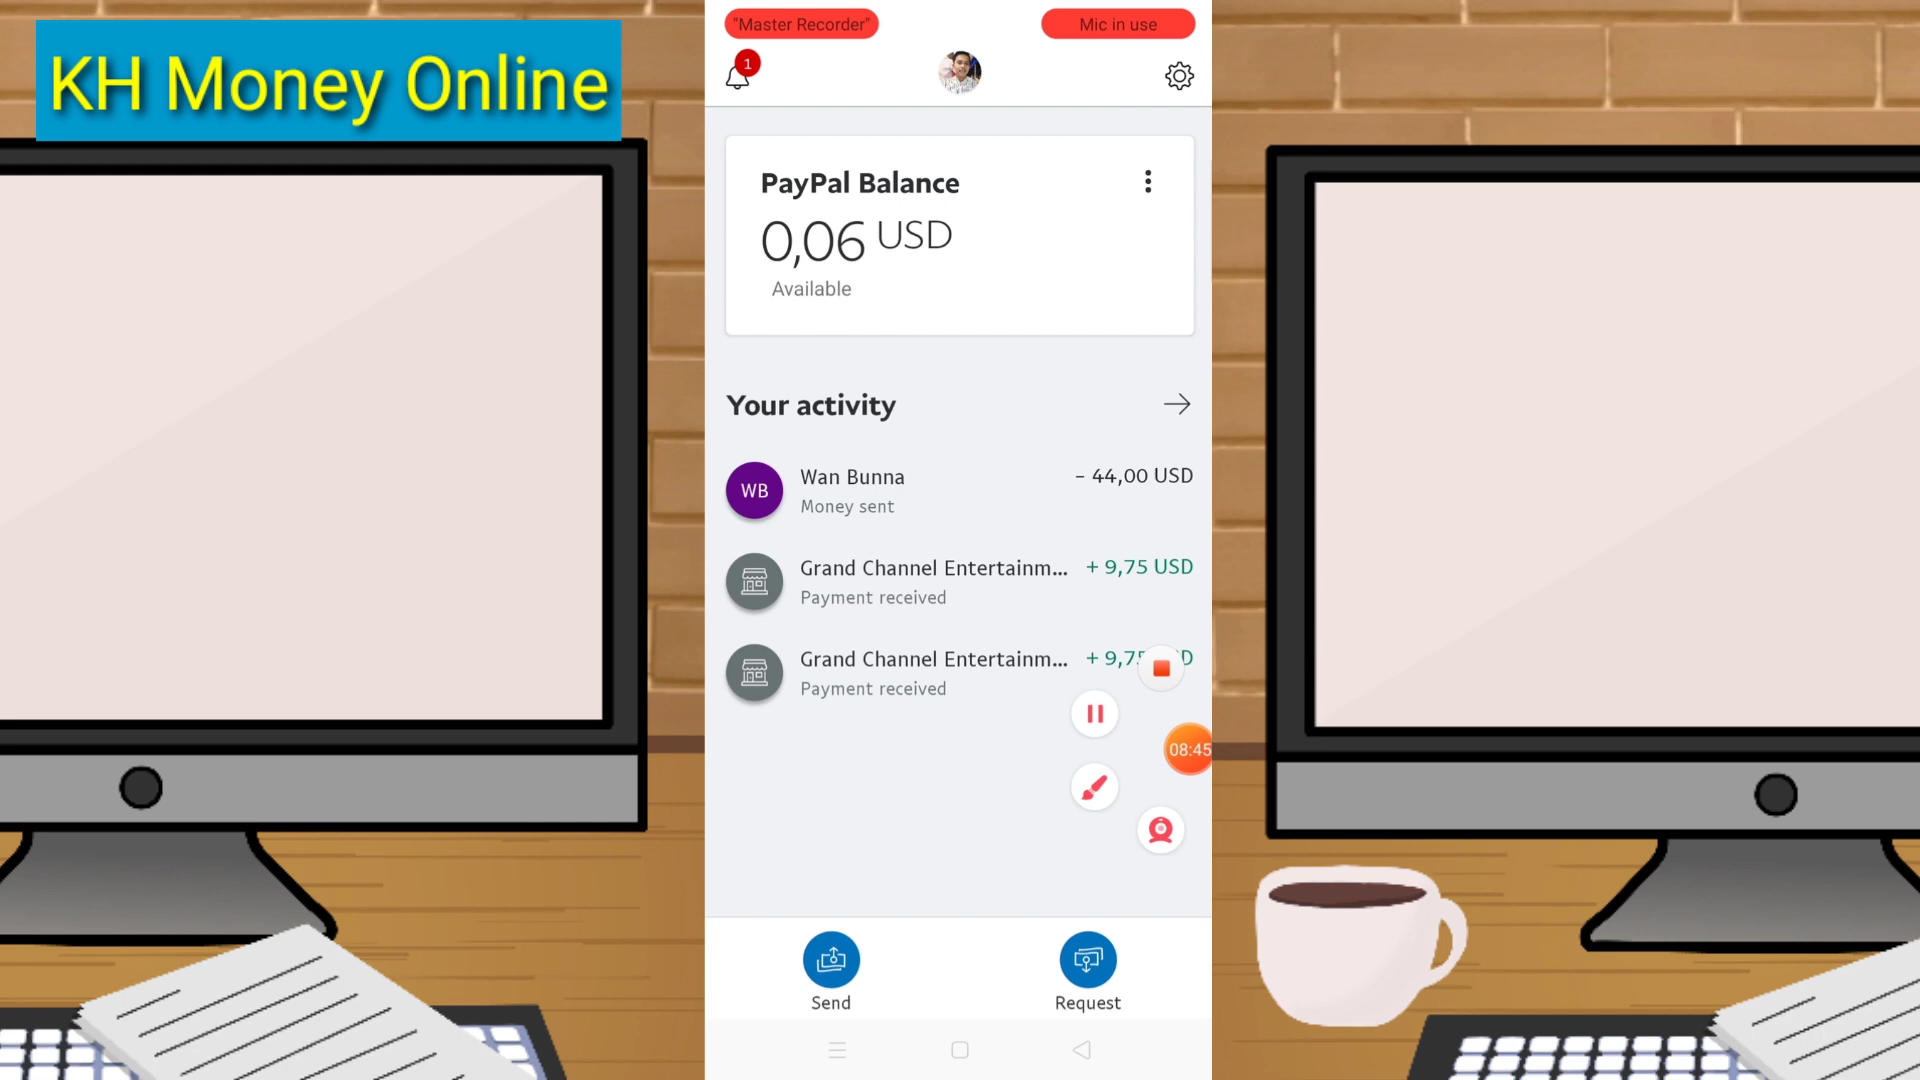 KH Money Online
"Master Recorder"
Mic in use
1
PayPal Balance
0,06 USD
Available
Your activity
WB
Wan Bunna
- 44,00 USD
Money sent
Grand Channel Entertainm...
+ 9,75 USD
Payment received
Grand Channel Entertainm...
+ 9,75
D
Payment received
08:45
Send
Request